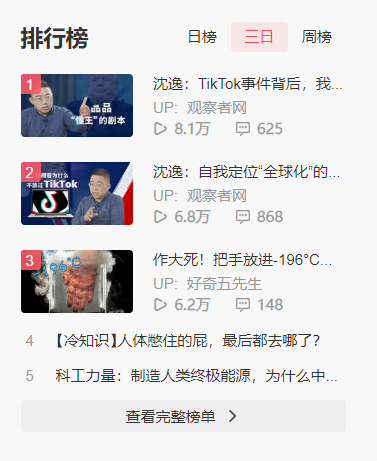 排行榜
日榜 三日 周榜
1
品品
“懂王”的剧本
沈逸：TikTok事件背后，我...
UP: 观察者网
8.1万 625
2
不放过TikTok
TikTok
沈逸：自我定位“全球化”的...
UP: 观察者网
6.8万 868
3
196°C
作大死！把手放进-196°C...
UP: 好奇五先生
6.2万 148
4 【冷知识】人体憋住的屁，最后都去哪了?
5 科工力量：制造人类终极能源，为什么中...
查看完整榜单 >